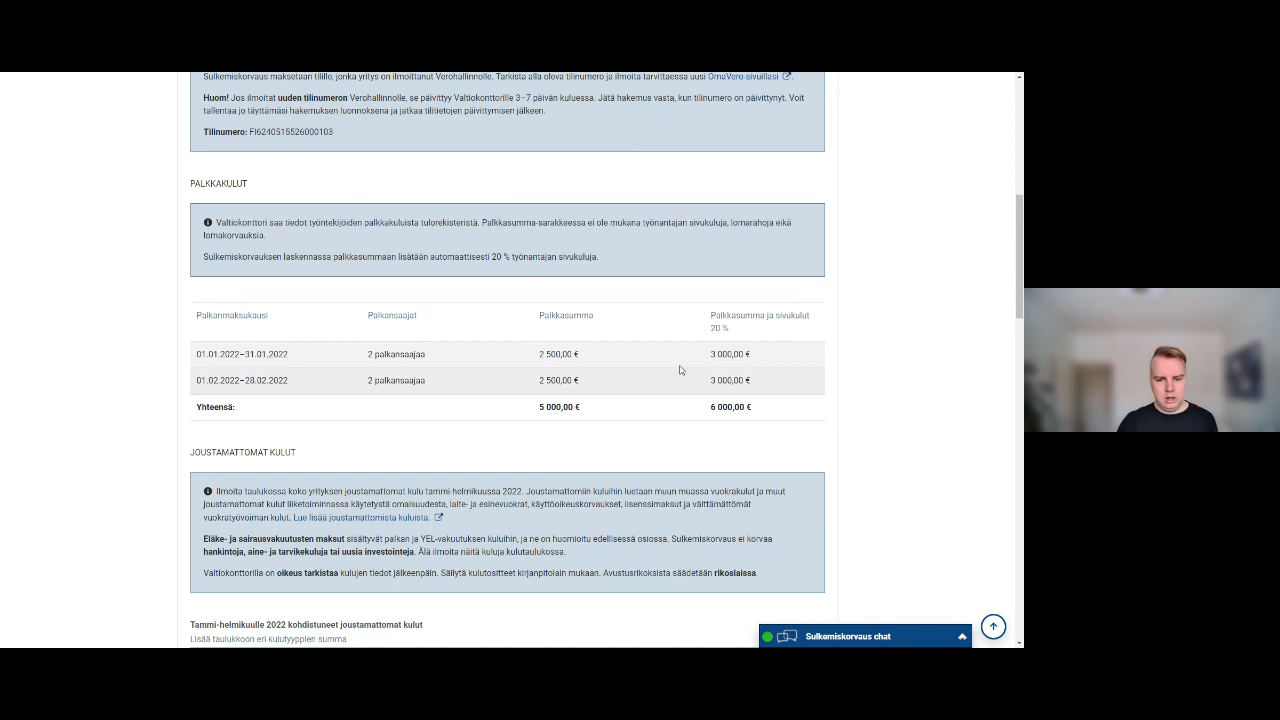 Sulkemiskorvaus maksetaan tilille, jonka yritys on ilmoittanut Verohallinnolle. Tarkista alla oleva tilinumero ja ilmoita tarvittaessa uusi OmaVero-sivuillasi.
Huom! Jos ilmoitat uuden tilinumeron Verohallinnolle, se päivittyy Valtiokonttorille 3–7 päivän kuluessa. Jätä hakemus vasta, kun tilinumero on päivittynyt. Voit
tallentaa jo täyttämäsi hakemuksen luonnoksena ja jatkaa tilitietojen päivittymisen jälkeen.
Tilinumero: FI6240515526000103
PALKKAKULUT
Valtiokonttori saa tiedot työntekijöiden palkkakuluista tulorekisteristä. Palkkasumma-sarakkeessa ei ole mukana työnantajan sivukuluja, lomarahoja eikä
lomakorvauksia.
Sulkemiskorvauksen laskennassa palkkasummaan lisätään automaattisesti 20 % työnantajan sivukuluja.
Palkanmaksukausi Palkansaajat Palkkasumma Palkkasumma ja sivukulut
20 %
01.01.2022–31.01.2022 2 palkansaajaa 2 500,00 € 3 000,00 €
01.02.2022–28.02.2022 2 palkansaajaa 2 500,00 € 3 000,00 €
Yhteensä: 5 000,00 € 6 000,00 €
JOUSTAMATTOMAT KULUT
Ilmoita taulukossa koko yrityksen joustamattomat kulu tammi-helmikuussa 2022. Joustamattomiin kuluihin luetaan muun muassa vuokrakulut ja muut
joustamattomat kulut liiketoiminnassa käytetystä omaisuudesta, laite- ja esinevuokrat, käyttöoikeuskorvaukset, lisenssimaksut ja välttämättömät
vuokratyövoiman kulut. Lue lisää joustamattomista kuluista.
Eläke- ja sairausvakuutusten maksut sisältyvät palkan ja YEL-vakuutuksen kuluihin, ja ne on huomioitu edellisessä osiossa. Sulkemiskorvaus ei korvaa
hankintoja, aine- ja tarvikekuluja tai uusia investointeja. Älä ilmoita näitä kuluja kulutaulukossa.
Valtiokonttorilla on oikeus tarkistaa kulujen tiedot jälkeenpäin. Säilytä kulutositteet kirjanpitolain mukaan. Avustusrikoksista säädetään rikoslaissa.
Tammi-helmikuulle 2022 kohdistuneet joustamattomat kulut
Lisää taulukkoon eri kulutyyppien summa
Sulkemiskorvaus chat